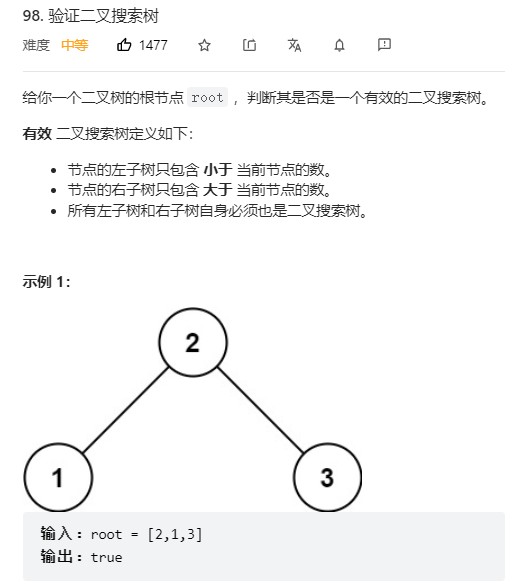 98. 验证二叉搜索树
难度 中等 1477
给你一个二叉树的根节点 root ，判断其是否是一个有效的二叉搜索树。
有效 二叉搜索树定义如下：
节点的左子树只包含 小于 当前节点的数。
节点的右子树只包含 大于 当前节点的数。
所有左子树和右子树自身必须也是二叉搜索树。
示例 1：
2
1 3
输入：root = [2,1,3]
输出：true